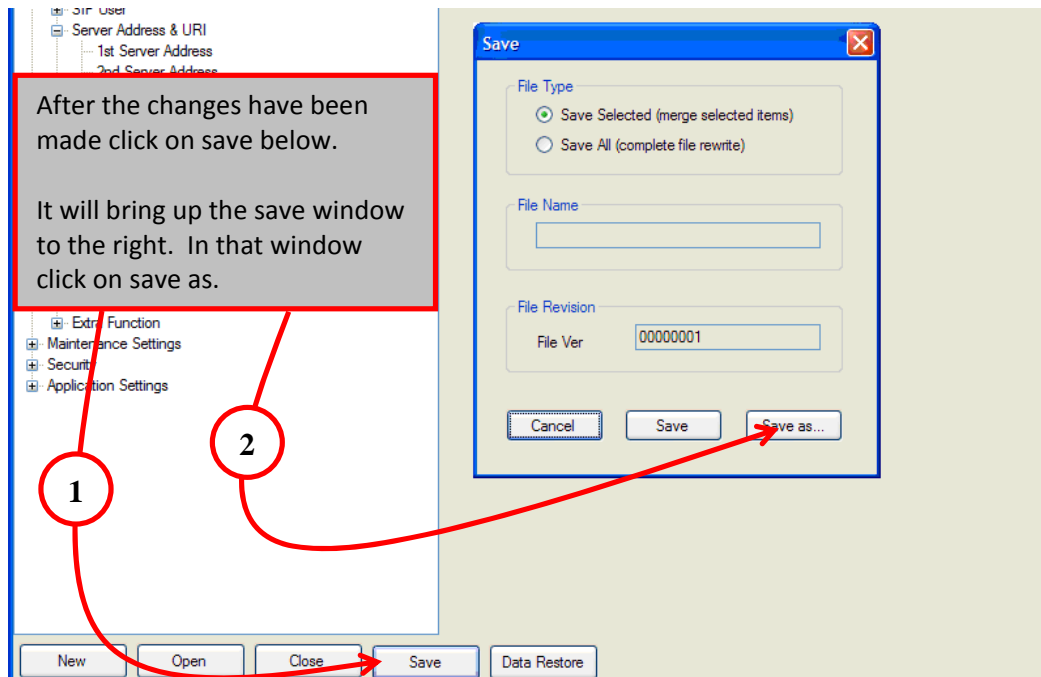 SIP User
Server Address & URI
1st Server Address
2nd Server Address
After the changes have been
made click on save below.
It will bring up the save window
to the right. In that window
click on save as.
Extra Function
Maintenance Settings
Security
Application Settings
1
2
Save
File Type
Save Selected (merge selected items)
Save All (complete file rewrite)
File Name
File Revision
File Ver
00000001
Cancel
Save
Save as...
New
Open
Close
Save
Data Restore